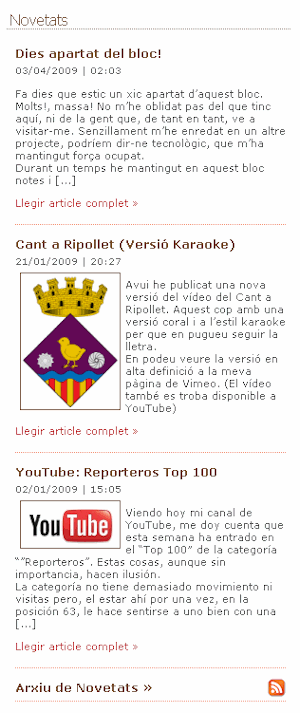 Novetats
Dies apartat del bloc!
03/04/2009 | 02:03
Fa dies que estic un xic apartat d'aquest bloc.
Molts!, massa! No m'he oblidat pas del que tinc
aquí, ni de la gent que, de tant en tant, ve a
visitar-me. Senzillament m'he enredat en un altre
projecte, podríem dir-ne tecnològic, que m'ha
mantingut força ocupat.
Durant un temps he mantingut en aquest bloc
notes i [...]
Llegir article complet »
Cant a Ripollet (Versió Karaoke)
21/01/2009 | 20:27
Avui he publicat una nova
versió del vídeo del Cant a
Ripollet. Aquest cop amb una
versió coral i a l'estil karaoke
per que en pugueu seguir la
lletra.
En podeu veure la versió en
alta definició a la meva
pàgina de Vimeo. (El vídeo
també es troba disponible a
YouTube)
Llegir article complet »
YouTube: Reporteros Top 100
02/01/2009 | 15:05
YouTube
Viendo hoy mi canal de
YouTube, me doy cuenta que
esta semana ha entrado en
el "Top 100" de la categoría
""Reporteros". Estas cosas, aunque sin
importancia, hacen ilusión.
La categoría no tiene demasiado movimiento ni
visitas pero, el estar ahí por una vez, en la
posición 63, le hace sentirse a uno bien con una
[...]
Llegir article complet »
Arxiu de Novetats »